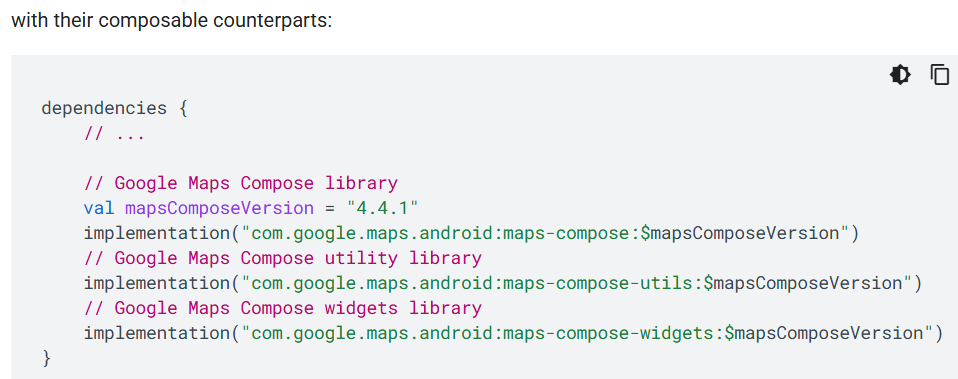 with their composable counterparts:
dependencies {
// ...
// Google Maps Compose library
val mapsComposeVersion = "4.4.1"
implementation("com.google.maps.android:maps-compose:$mapsComposeVersion")
// Google Maps Compose utility library
implementation("com.google.maps.android:maps-compose-utils:$mapsComposeVersion")
// Google Maps Compose widgets library
implementation("com.google.maps.android:maps-compose-widgets:$mapsComposeVersion")
}